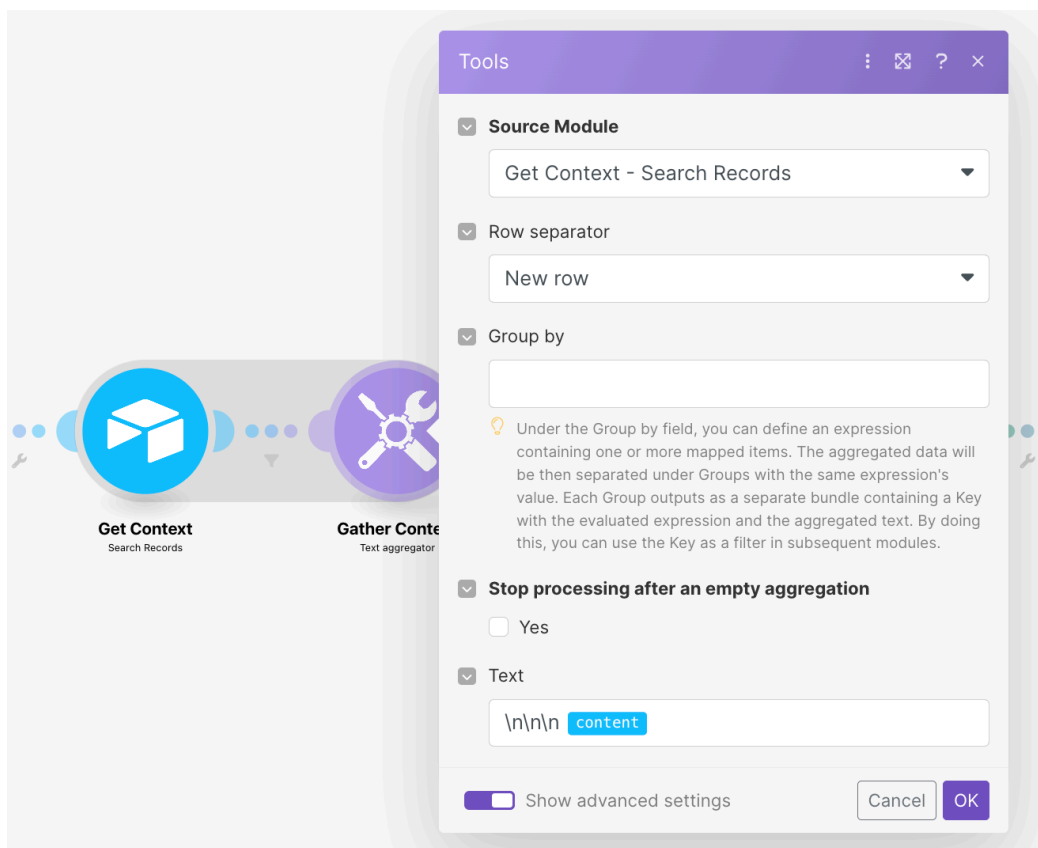 Tools
?
Source Module
Get Context - Search Records
Row separator
New row
Group by
Under the Group by field, you can define an expression
containing one or more mapped items. The aggregated data will
be then separated under Groups with the same expression's
value. Each Group outputs as a separate bundle containing a Key
with the evaluated expression and the aggregated text. By doing
this, you can use the Key as a filter in subsequent modules.
Stop processing after an empty aggregation
Yes
Text
\n\n\n content
Show advanced settings
Cancel
OK
Get Context
Search Records
Gather Conte
Text aggregator